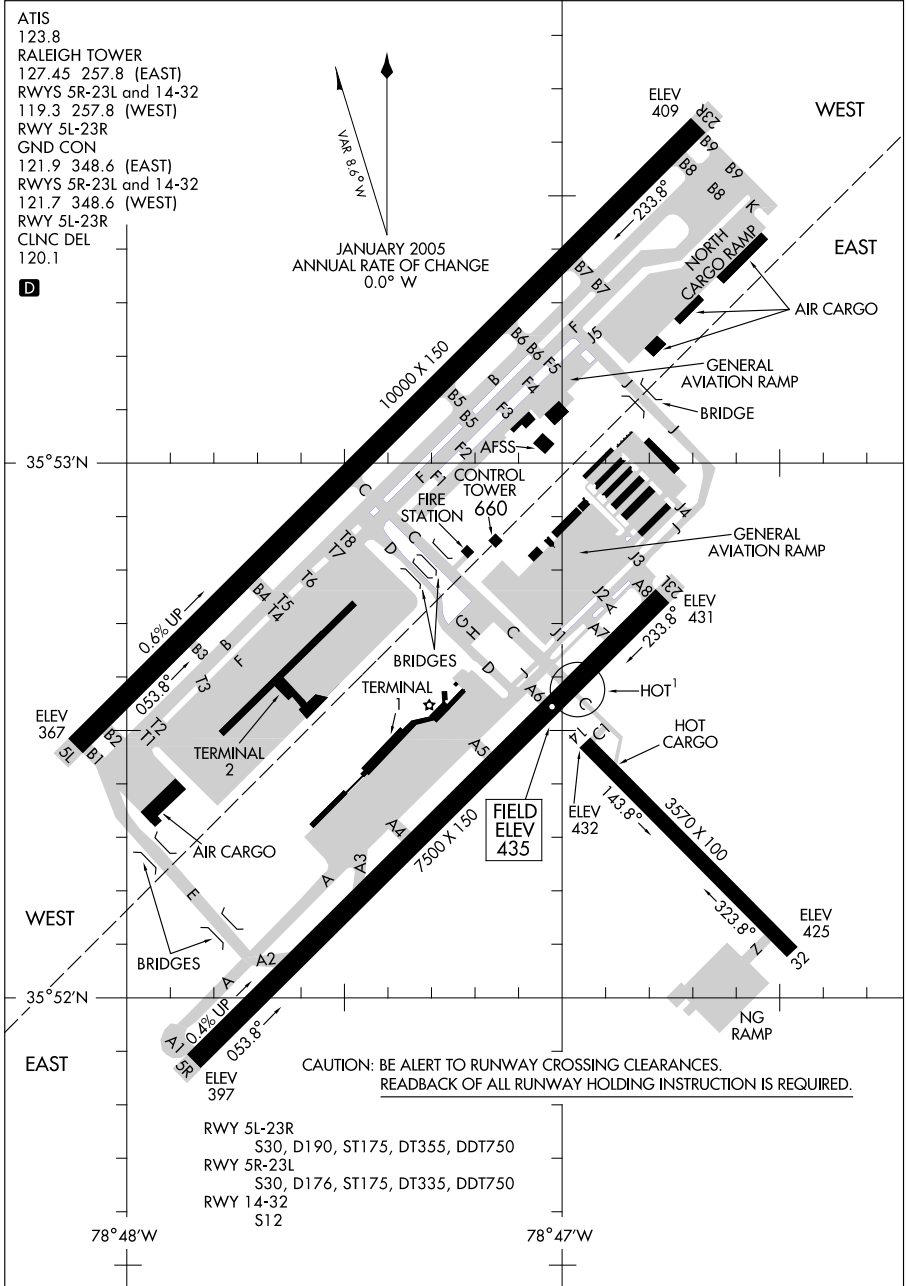 ATIS
123.8
RALEIGH TOWER
127.45 257.8 (EAST)
RWYS 5R-23L and 14-32
119.3 257.8 (WEST)
RWY 5L-23R
GND CON
121.9 348.6 (EAST)
RWYS 5R-23L and 14-32
121.7 348.6 (WEST)
RWY 5L-23R
CLNC DEL
120.1
D
VAR 8.6° W
JANUARY 2005
ANNUAL RATE OF CHANGE
0.0° W
ELEV
409
23R
WEST
EAST
B9
B9
B8
B8
K
233.8°
NORTH
CARGO RAMP
AIR CARGO
B7
B7
F
J5
10000 X 150
B6
B6
F5
B
F4
GENERAL
AVIATION RAMP
J
BRIDGE
B5
B5
F3
F2
AFSS
J
35°53'N
C
F
F1
CONTROL
TOWER
660
FIRE
STATION
J4
J
GENERAL
AVIATION RAMP
T8
T7
D
C
J3
T6
B4
T5
T4
J2
A
A8
23L
ELEV
431
233.8°
0.6% UP
053.8°
B3
B
F
T3
G
H
C
J1
A7
BRIDGES
D
J
A6
HOT¹
C
TERMINAL
1
ELEV
367
5L
B1
B2
T2
T1
TERMINAL
2
A5
14
C1
HOT
CARGO
FIELD
ELEV
435
ELEV
432
143.8°
3570 X 100
7500 X 150
A4
A3
A
AIR CARGO
E
WEST
BRIDGES
323.8°
ELEV
425
Z
32
A2
A
35°52'N
0.4% UP
053.8°
NG
RAMP
A1
5R
EAST
ELEV
397
CAUTION: BE ALERT TO RUNWAY CROSSING CLEARANCES.
READBACK OF ALL RUNWAY HOLDING INSTRUCTION IS REQUIRED.
RWY 5L-23R
S30, D190, ST175, DT355, DDT750
RWY 5R-23L
S30, D176, ST175, DT335, DDT750
RWY 14-32
S12
78°48'W
78°47'W